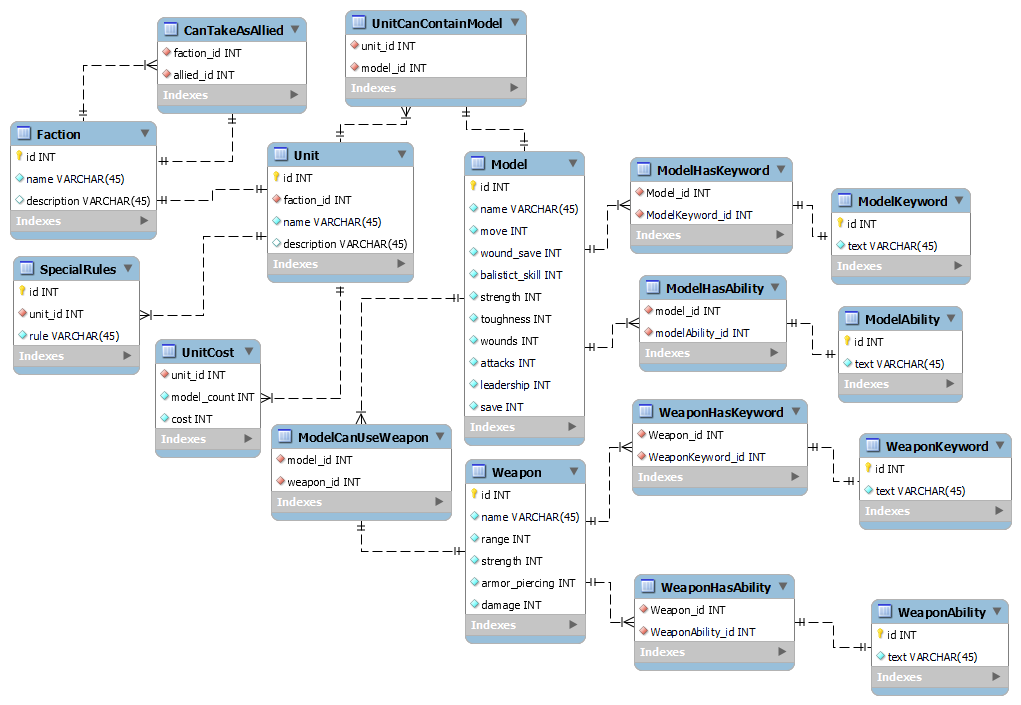 CanTakeAsAllied
faction_id INT
allied_id INT
Indexes
UnitCanContainModel
unit_id INT
model_id INT
Indexes
Faction
id INT
name VARCHAR(45)
description VARCHAR(45)
Indexes
Unit
id INT
faction_id INT
name VARCHAR(45)
description VARCHAR(45)
Indexes
Model
id INT
name VARCHAR(45)
move INT
wound_save INT
balistict_skill INT
strength INT
toughness INT
wounds INT
attacks INT
leadership INT
save INT
Indexes
ModelHasKeyword
Model_id INT
ModelKeyword_id INT
Indexes
ModelKeyword
id INT
text VARCHAR(45)
Indexes
SpecialRules
id INT
unit_id INT
rule VARCHAR(45)
Indexes
ModelHasAbility
model_id INT
modelAbility_id INT
Indexes
ModelAbility
id INT
text VARCHAR(45)
Indexes
UnitCost
unit_id INT
model_count INT
cost INT
Indexes
ModelCanUseWeapon
model_id INT
weapon_id INT
Indexes
WeaponHasKeyword
Weapon_id INT
WeaponKeyword_id INT
Indexes
WeaponKeyword
id INT
text VARCHAR(45)
Indexes
Weapon
id INT
name VARCHAR(45)
range INT
strength INT
armor_piercing INT
damage INT
Indexes
WeaponHasAbility
Weapon_id INT
WeaponAbility_id INT
Indexes
WeaponAbility
id INT
text VARCHAR(45)
Indexes